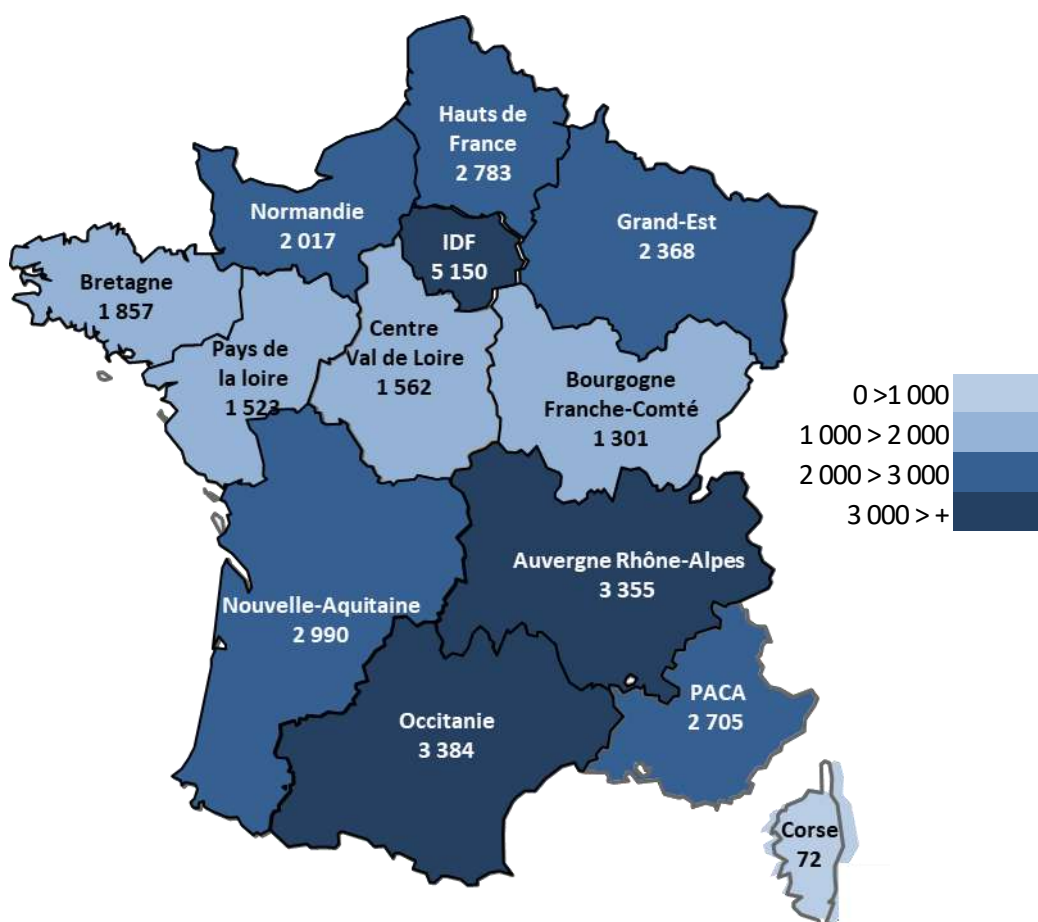 Hauts de
France
2 783
Normandie
2 017
IDF
5 150
Grand-Est
2 368
Bretagne
1 857
Pays de
la loire
1 523
Centre
Val de Loire
1 562
Bourgogne
Franche-Comté
1 301
0 >1 000
1 000 > 2 000
2 000 > 3 000
3 000 > +
Auvergne Rhône-Alpes
3 355
Nouvelle-Aquitaine
2 990
Occitanie
3 384
PACA
2 705
Corse
72